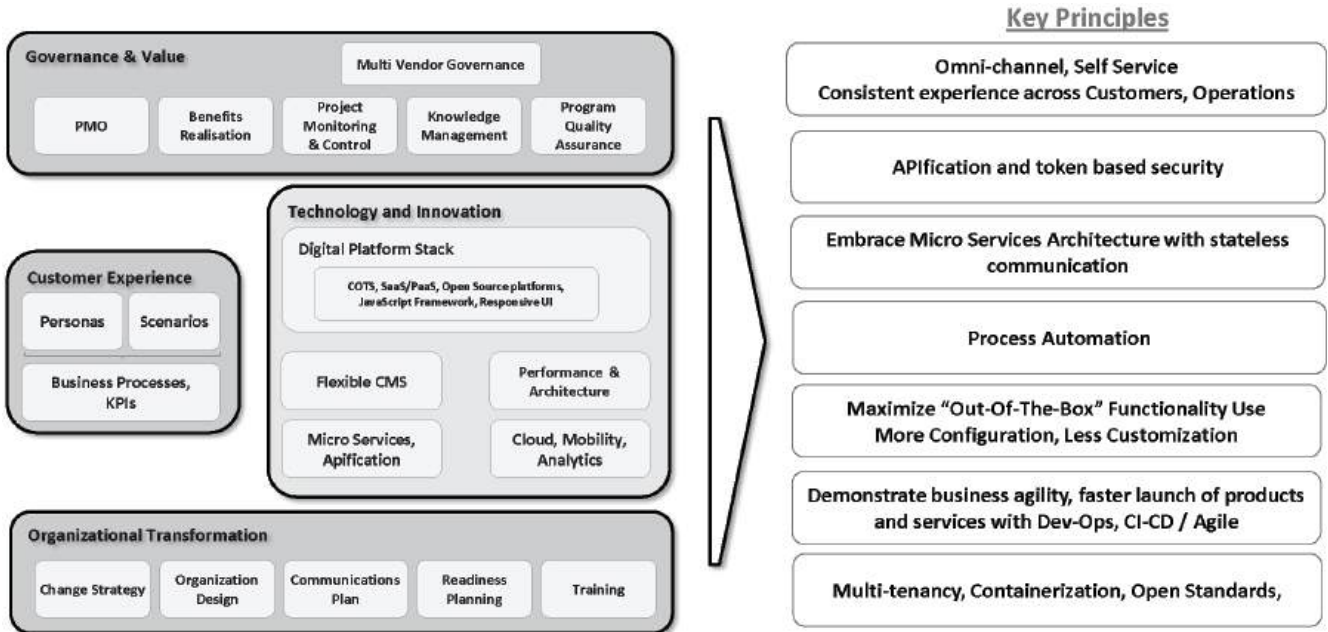 Key Principles
Governance & Value
Multi Vendor Governance
PMO
Benefits
Realisation
Project
Monitoring
& Control
Knowledge
Management
Program
Quality
Assurance
Technology and Innovation
Digital Platform Stack
COTS, SaaS/PaaS, Open Source platforms,
JavaScript Framework, Responsive UI
Flexible CMS
Performance &
Architecture
Micro Services,
Apification
Cloud, Mobility,
Analytics
Customer Experience
Personas
Scenarios
Business Processes,
KPIs
Organizational Transformation
Change Strategy
Organization
Design
Communications
Plan
Readiness
Planning
Training
Omni-channel, Self Service
Consistent experience across Customers, Operations
APIfication and token based security
Embrace Micro Services Architecture with stateless
communication
Process Automation
Maximize “Out-Of-The-Box” Functionality Use
More Configuration, Less Customization
Demonstrate business agility, faster launch of products
and services with Dev-Ops, CI-CD / Agile
Multi-tenancy, Containerization, Open Standards,